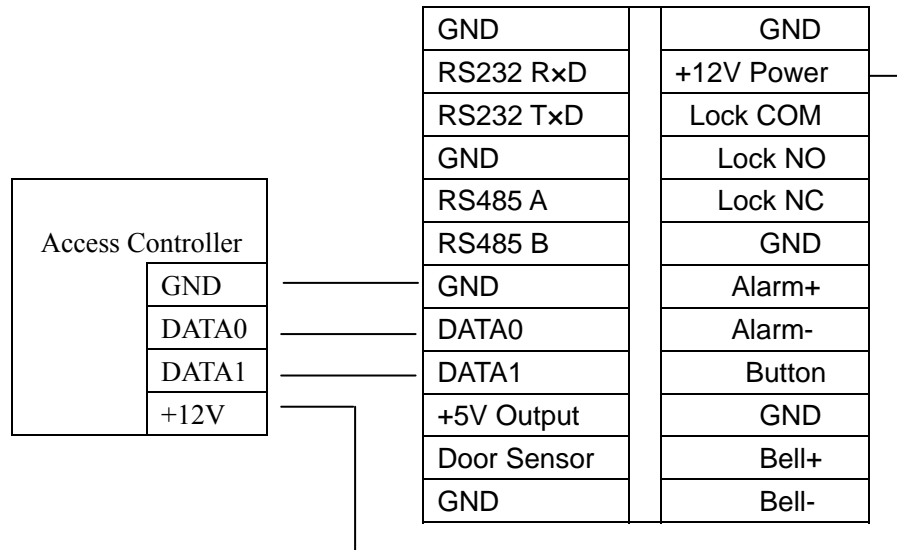 GND GND
RS232 R×D +12V Power
RS232 T×D Lock COM
GND Lock NO
RS485 A Lock NC
Access Controller RS485 B GND
GND GND Alarm+
DATA0 DATA0 Alarm-
DATA1 DATA1 Button
+12V +5V Output GND
Door Sensor Bell+
GND Bell-